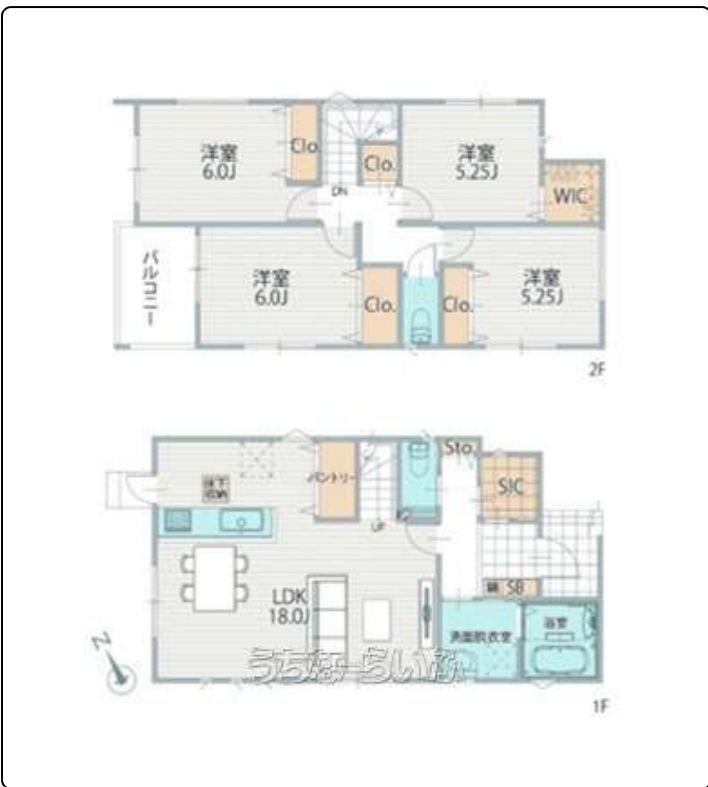 洋室
6.0J
Clo.
Clo.
洋室
5.25J
WIC
DN
バルコニー
洋室
6.0J
Clo.
Clo.
洋室
5.25J
2F
床下
収納
パントリー
UP
Sto.
SIC
LDK
18.0J
SB
洗面脱衣室
浴室
うちなーらいふ
Z
1F